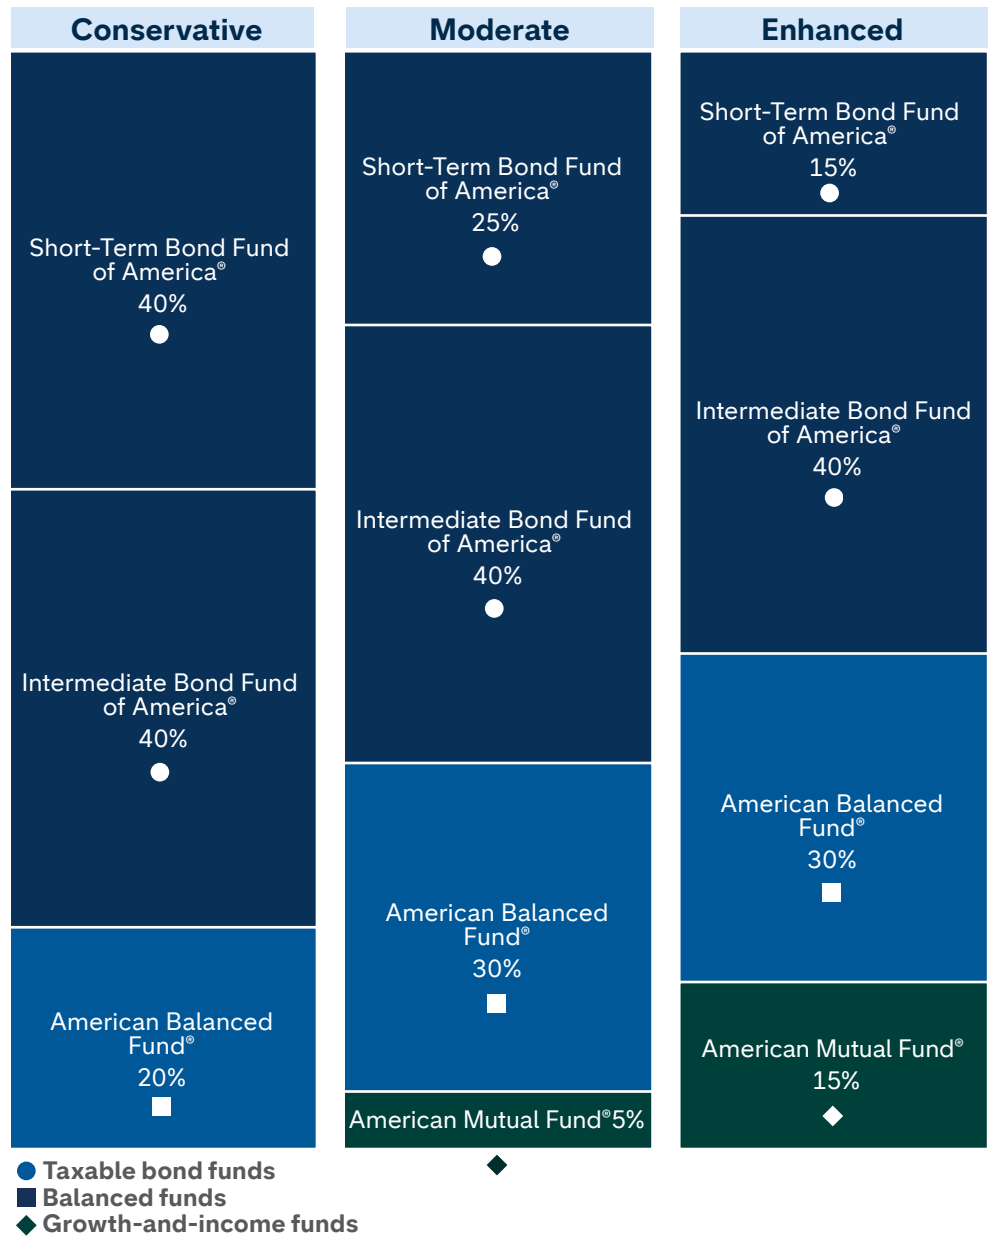 Conservative
Short-Term Bond Fund
of America®
40%
Intermediate Bond Fund
of America®
40%
American Balanced
Fund®
20%
Moderate
Short-Term Bond Fund
of America®
25%
Intermediate Bond Fund
of America®
40%
American Balanced
Fund®
30%
American Mutual Fund®5%
Enhanced
Short-Term Bond Fund
of America®
15%
Intermediate Bond Fund
of America®
40%
American Balanced
Fund®
30%
American Mutual Fund®
15%
Taxable bond funds
Balanced funds
Growth-and-income funds